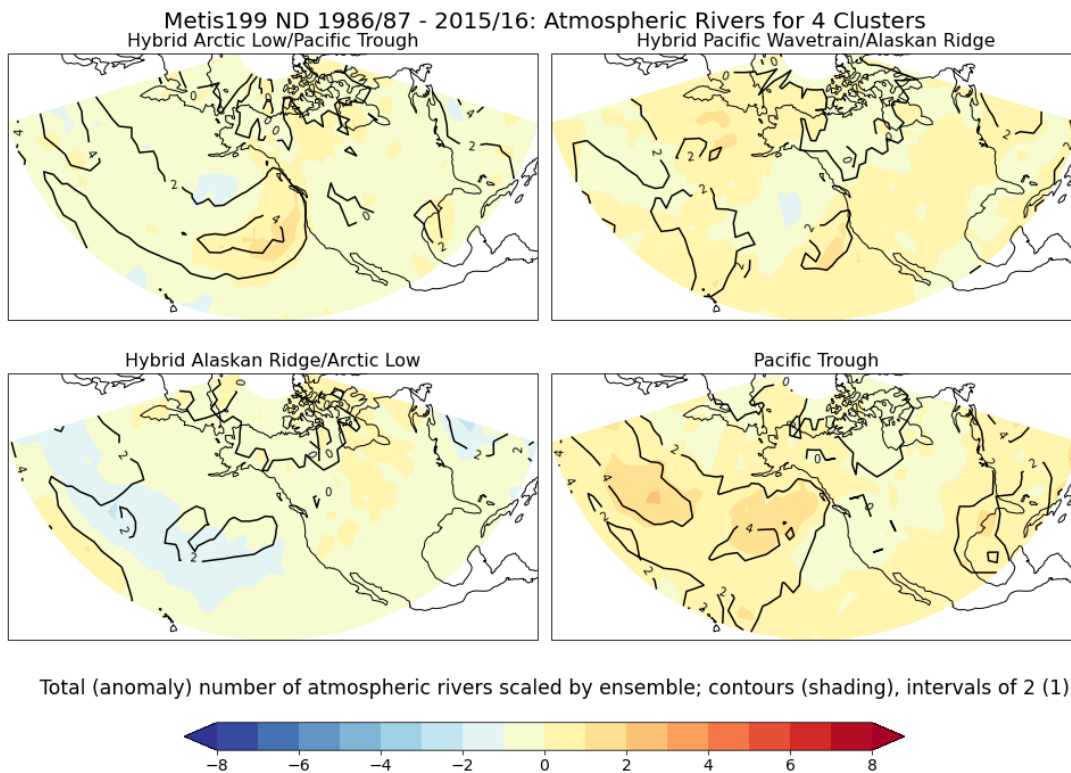 Metis199 ND 1986/87 - 2015/16: Atmospheric Rivers for 4 Clusters
Hybrid Arctic Low/Pacific Trough
Hybrid Pacific Wavetrain/Alaskan Ridge
Hybrid Alaskan Ridge/Arctic Low
Pacific Trough
Total (anomaly) number of atmospheric rivers scaled by ensemble; contours (shading), intervals of 2 (1)
−8 −6 −4 −2 0 2 4 6 8